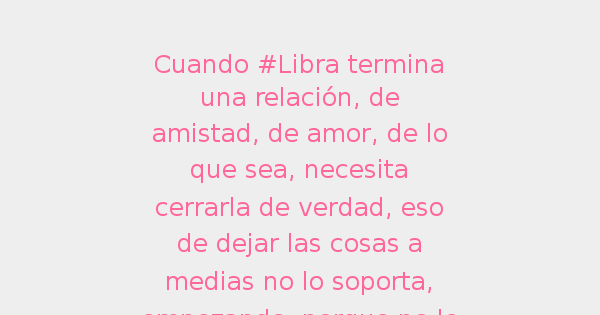 Cuando #Libra termina
una relación, de
amistad, de amor, de lo
que sea, necesita
cerrarla de verdad, eso
de dejar las cosas a
medias no lo soporta,